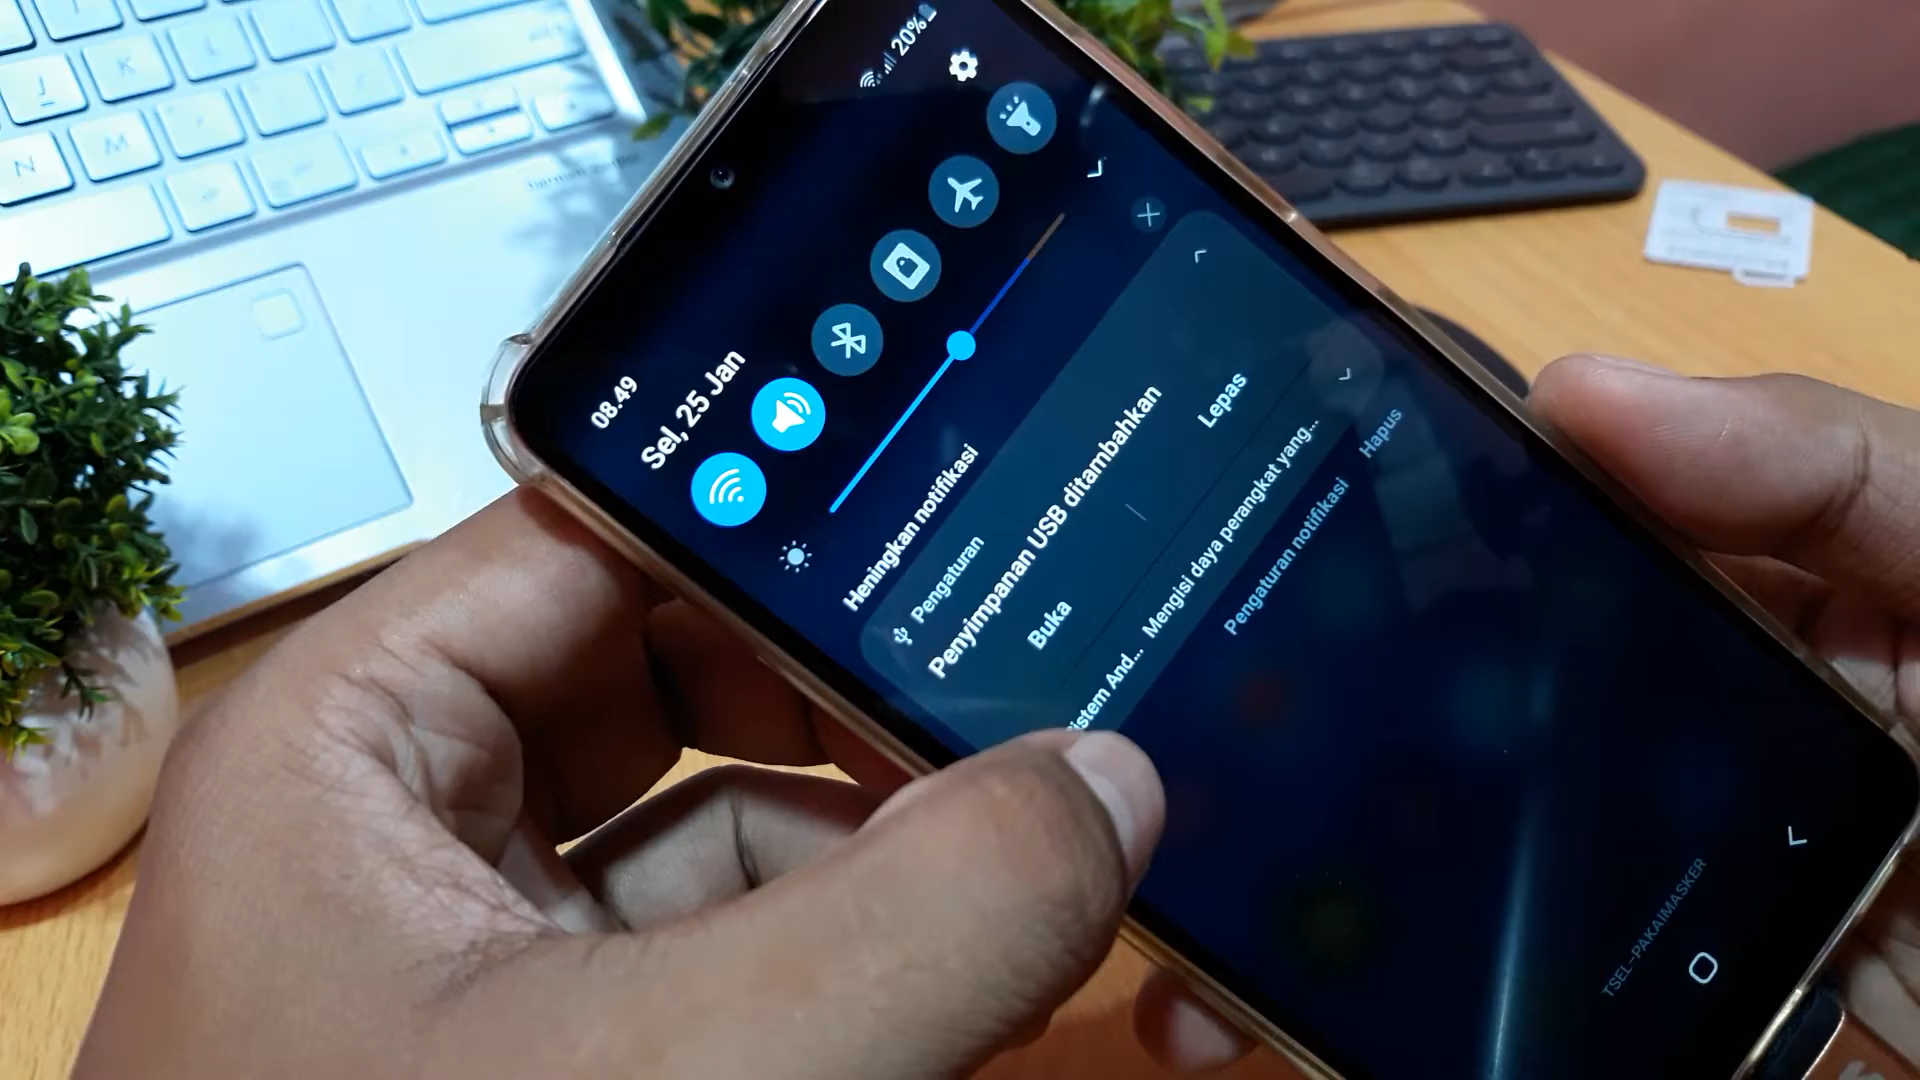 20%
08.49
Sel, 25 Jan
Heningkan notifikasi
Pengaturan
Penyimpanan USB ditambahkan
Buka
Lepas
Sistem And... Mengisi daya perangkat yang...
Pengaturan notifikasi
Hapus
TSEL-PAKAIMASKER
J
K
L
N
M